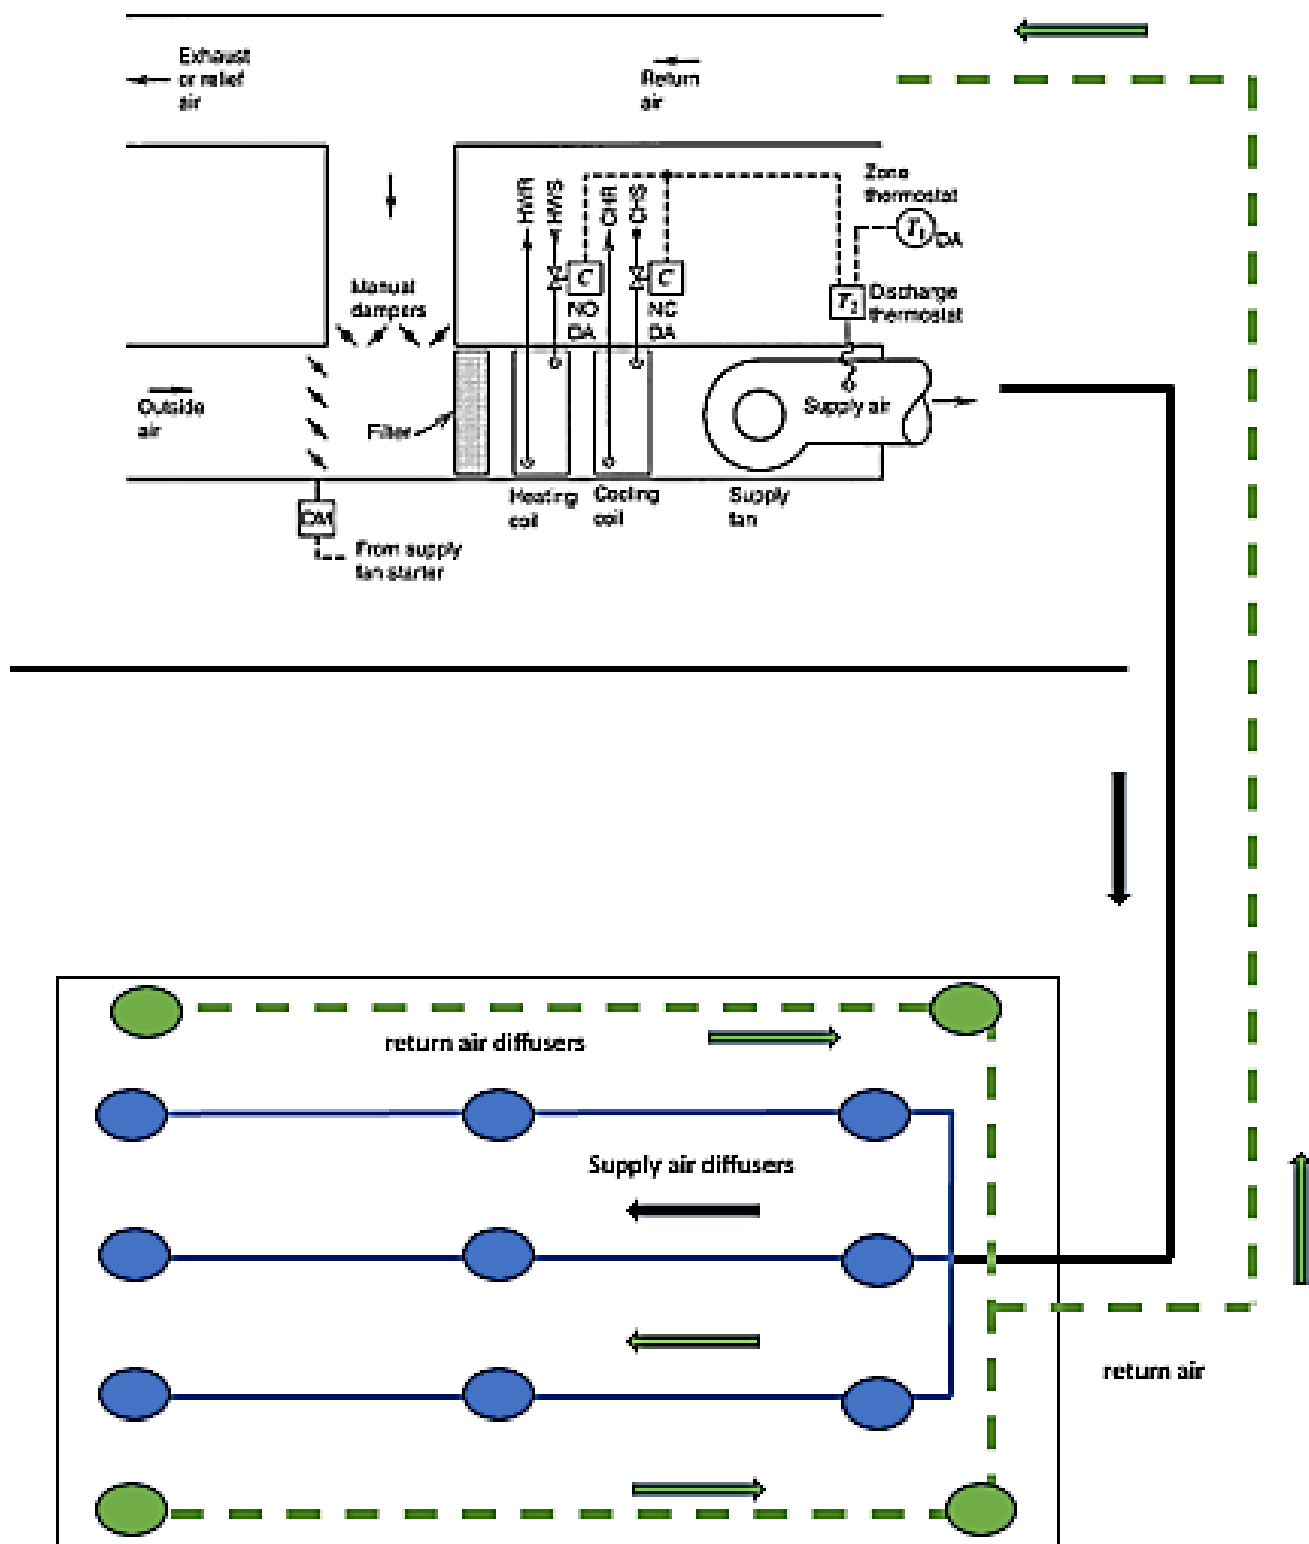 Exhaust
or relief
air
Return
air
HWR
HWS
CHR
CHS
Zone
thermostat
T1
DA
C
C
NO
DA
NC
DA
T2
Discharge
thermostat
Manual
dampers
Outside
air
Filter
Supply air
Heating
coil
Cooling
coil
Supply
fan
DM
From supply
fan starter
return air diffusers
Supply air diffusers
return air